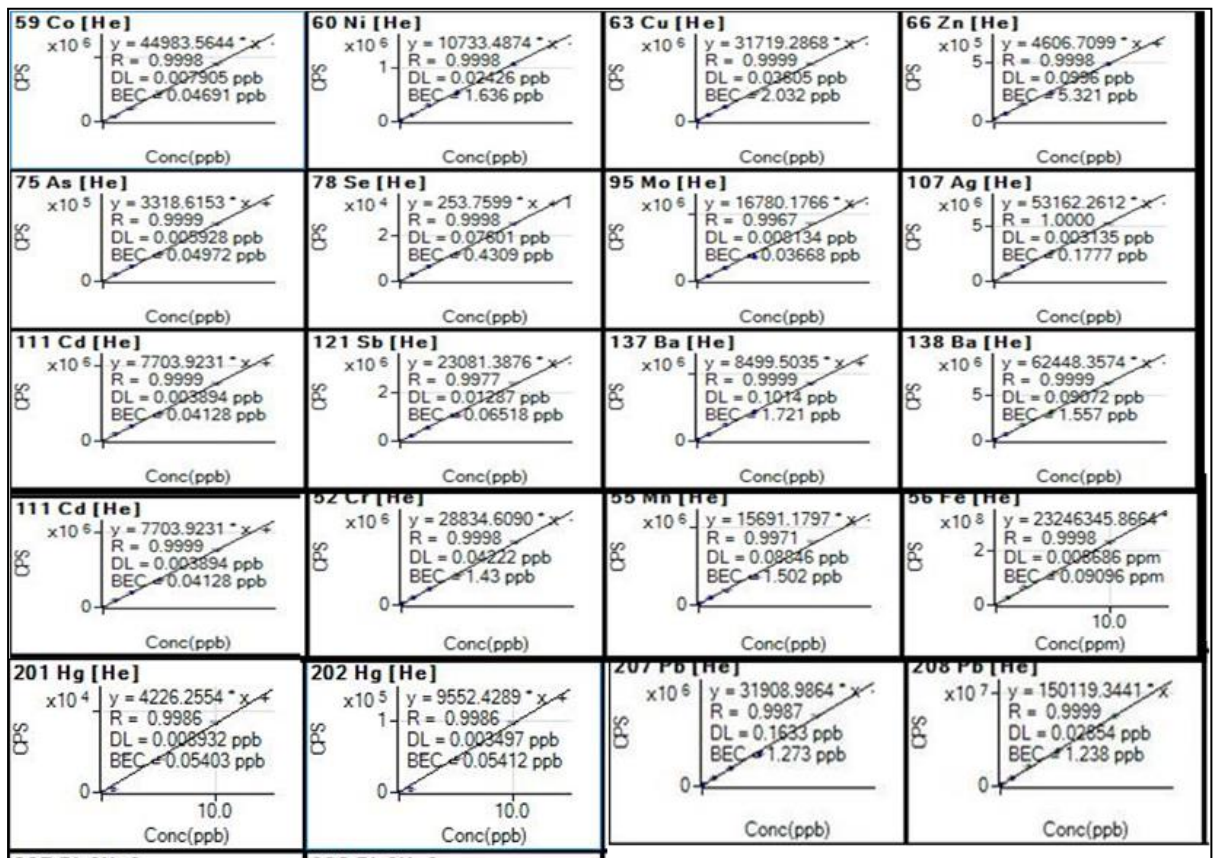 59 Co [He]
x10 6
y = 44983.5644 * x
R = 0.9998
DL = 0.007905 ppb
BEC = 0.04691 ppb
CPS
0
Conc(ppb)
60 Ni [He]
x10 6
y = 10733.4874 * x
R = 0.9998
1
DL = 0.02426 ppb
BEC = 1.636 ppb
CPS
0
Conc(ppb)
63 Cu [He]
x10 6
y = 31719.2868 * x
R = 0.9999
DL = 0.03605 ppb
BEC = 2.032 ppb
CPS
0
Conc(ppb)
66 Zn [He]
x10 5
y = 4606.7099 * x +
5
R = 0.9998
DL = 0.0996 ppb
BEC = 5.321 ppb
CPS
0
Conc(ppb)
75 As [He]
x10 5
y = 3318.6153 * x +
R = 0.9999
DL = 0.005928 ppb
BEC = 0.04972 ppb
CPS
0
Conc(ppb)
78 Se [He]
x10 4
y = 253.7599 * x + 1
R = 0.9998
2
DL = 0.07601 ppb
BEC = 0.4309 ppb
CPS
0
Conc(ppb)
95 Mo [He]
x10 6
y = 16780.1766 * x
R = 0.9967
DL = 0.008134 ppb
BEC = 0.03668 ppb
CPS
0
Conc(ppb)
107 Ag [He]
x10 6
y = 53162.2612 * x
5
R = 1.0000
DL = 0.003135 ppb
BEC = 0.1777 ppb
CPS
0
Conc(ppb)
111 Cd [He]
x10 6
y = 7703.9231 * x +
R = 0.9999
DL = 0.003894 ppb
BEC = 0.04128 ppb
CPS
0
Conc(ppb)
121 Sb [He]
x10 6
y = 23081.3876 * x
R = 0.9977
2
DL = 0.01287 ppb
BEC = 0.06518 ppb
CPS
0
Conc(ppb)
137 Ba [He]
x10 6
y = 8499.5035 * x +
R = 0.9999
DL = 0.1014 ppb
BEC = 1.721 ppb
CPS
0
Conc(ppb)
138 Ba [He]
x10 6
y = 62448.3574 * x
R = 0.9999
5
DL = 0.09072 ppb
BEC = 1.557 ppb
CPS
0
Conc(ppb)
111 Cd [He]
x10 6
y = 7703.9231 * x +
R = 0.9999
DL = 0.003894 ppb
BEC = 0.04128 ppb
CPS
0
Conc(ppb)
52 Cr [He]
x10 6
y = 28834.6090 * x
R = 0.9998
DL = 0.04222 ppb
BEC = 1.43 ppb
CPS
0
Conc(ppb)
55 Mn [He]
x10 6
y = 15691.1797 * x
R = 0.9971
DL = 0.08846 ppb
BEC = 1.502 ppb
CPS
0
Conc(ppb)
56 Fe [He]
x10 8
y = 23246345.8664 *
R = 0.9998
2
DL = 0.008686 ppm
BEC = 0.09096 ppm
CPS
0
10.0
Conc(ppm)
201 Hg [He]
x10 4
y = 4226.2554 * x +
R = 0.9986
DL = 0.008932 ppb
BEC = 0.05403 ppb
CPS
0
10.0
Conc(ppb)
202 Hg [He]
x10 5
y = 9552.4289 * x +
1
R = 0.9986
DL = 0.003497 ppb
BEC = 0.05412 ppb
CPS
0
10.0
Conc(ppb)
207 Pb [He]
x10 6
y = 31908.9864 * x
R = 0.9987
DL = 0.1633 ppb
BEC = 1.273 ppb
CPS
0
Conc(ppb)
208 Pb [He]
x10 7
y = 150119.3441 * x
R = 0.9999
DL = 0.02854 ppb
BEC = 1.238 ppb
CPS
0
Conc(ppb)